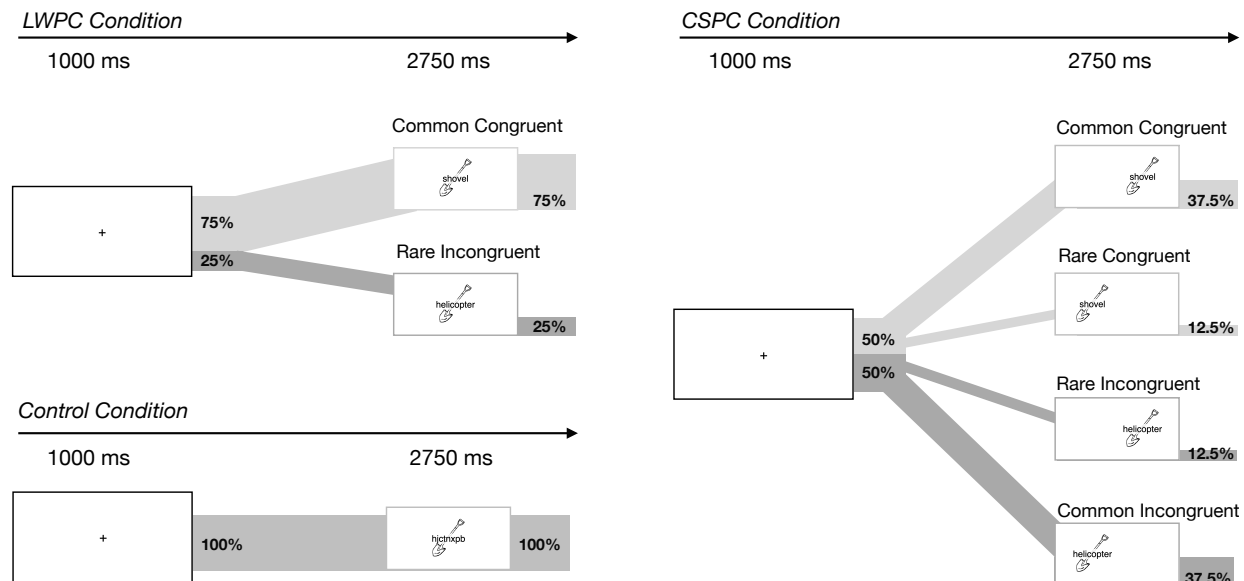 LWPC Condition
1000 ms 2750 ms
Common Congruent
shovel
75%
75%
Rare Incongruent
+
25%
helicopter
25%
Control Condition
1000 ms 2750 ms
+
100%
hjctnxpb
100%
CSPC Condition
1000 ms 2750 ms
Common Congruent
shovel
37.5%
Rare Congruent
shovel
12.5%
50%
+
50%
Rare Incongruent
helicopter
12.5%
Common Incongruent
helicopter
37.5%